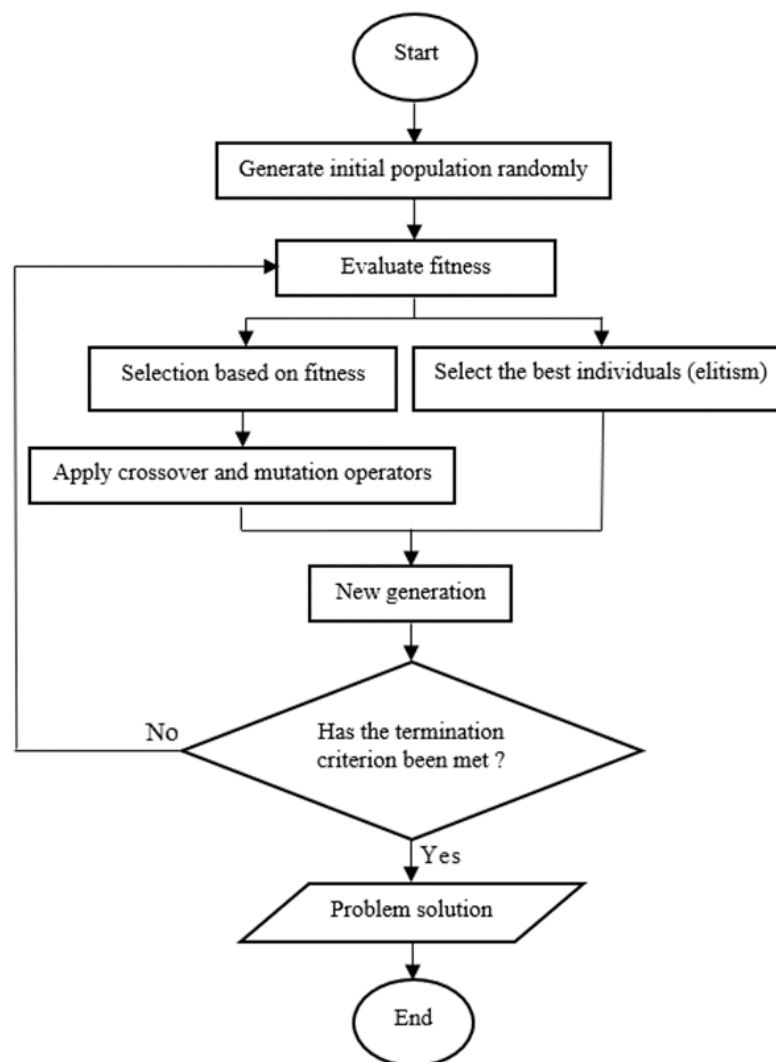 Start
Generate initial population randomly
Evaluate fitness
Selection based on fitness
Select the best individuals (elitism)
Apply crossover and mutation operators
New generation
No
Has the termination
criterion been met ?
Yes
Problem solution
End